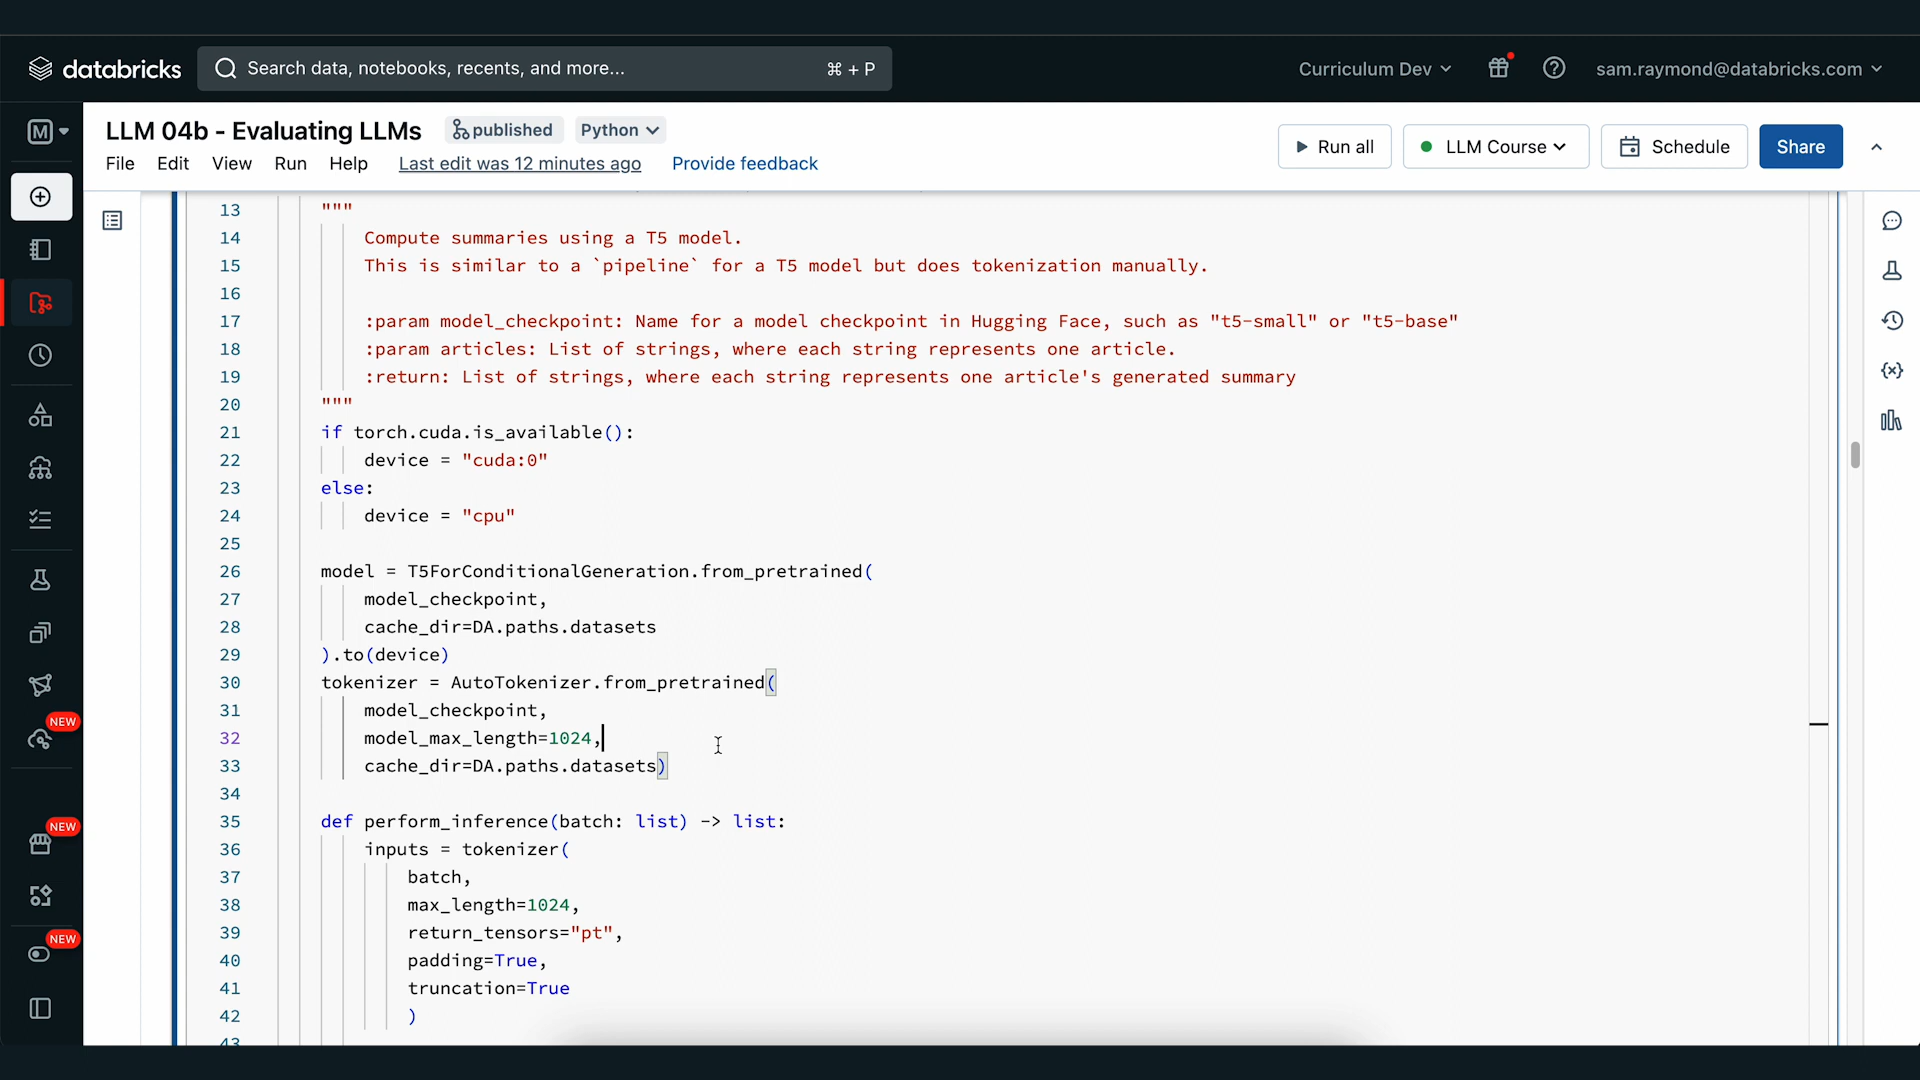 databricks
Search data, notebooks, recents, and more...
⌘ + P
Curriculum Dev
sam.raymond@databricks.com
M
LLM 04b - Evaluating LLMs
published
Python
File Edit View Run Help Last edit was 12 minutes ago Provide feedback
Run all
LLM Course
Schedule
Share
13 """
14 Compute summaries using a T5 model.
15 This is similar to a `pipeline` for a T5 model but does tokenization manually.
16
17 :param model_checkpoint: Name for a model checkpoint in Hugging Face, such as "t5-small" or "t5-base"
18 :param articles: List of strings, where each string represents one article.
19 :return: List of strings, where each string represents one article's generated summary
20 """
21 if torch.cuda.is_available():
22 device = "cuda:0"
23 else:
24 device = "cpu"
25
26 model = T5ForConditionalGeneration.from_pretrained(
27 model_checkpoint,
28 cache_dir=DA.paths.datasets
29 ).to(device)
30 tokenizer = AutoTokenizer.from_pretrained(
31 model_checkpoint,
32 model_max_length=1024,
33 cache_dir=DA.paths.datasets)
34
35 def perform_inference(batch: list) -> list:
36 inputs = tokenizer(
37 batch,
38 max_length=1024,
39 return_tensors="pt",
40 padding=True,
41 truncation=True
42 )
43
NEW
NEW
NEW